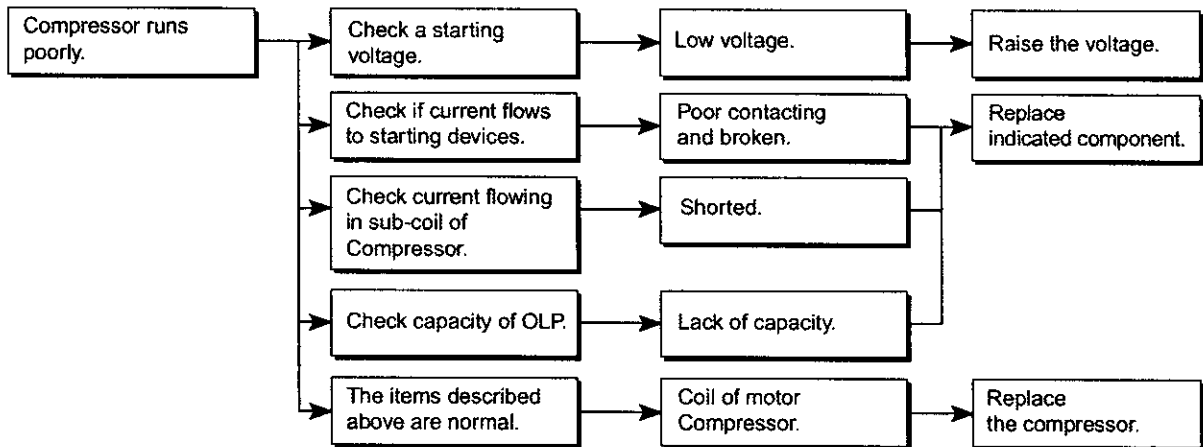 Compressor runs
poorly.
Check a starting
voltage.
Low voltage.
Raise the voltage.
Check if current flows
to starting devices.
Poor contacting
and broken.
Replace
indicated component.
Check current flowing
in sub-coil of
Compressor.
Shorted.
Check capacity of OLP.
Lack of capacity.
The items described
above are normal.
Coil of motor
Compressor.
Replace
the compressor.